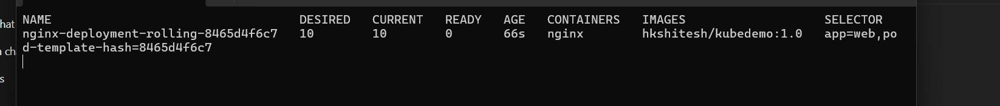 hat
NAME DESIRED CURRENT READY AGE CONTAINERS IMAGES SELECTOR
nginx-deployment-rolling-8465d4f6c7 10 10 0 66s nginx hkshitesh/kubedemo:1.0 app=web,po
d-template-hash=8465d4f6c7
ch
s